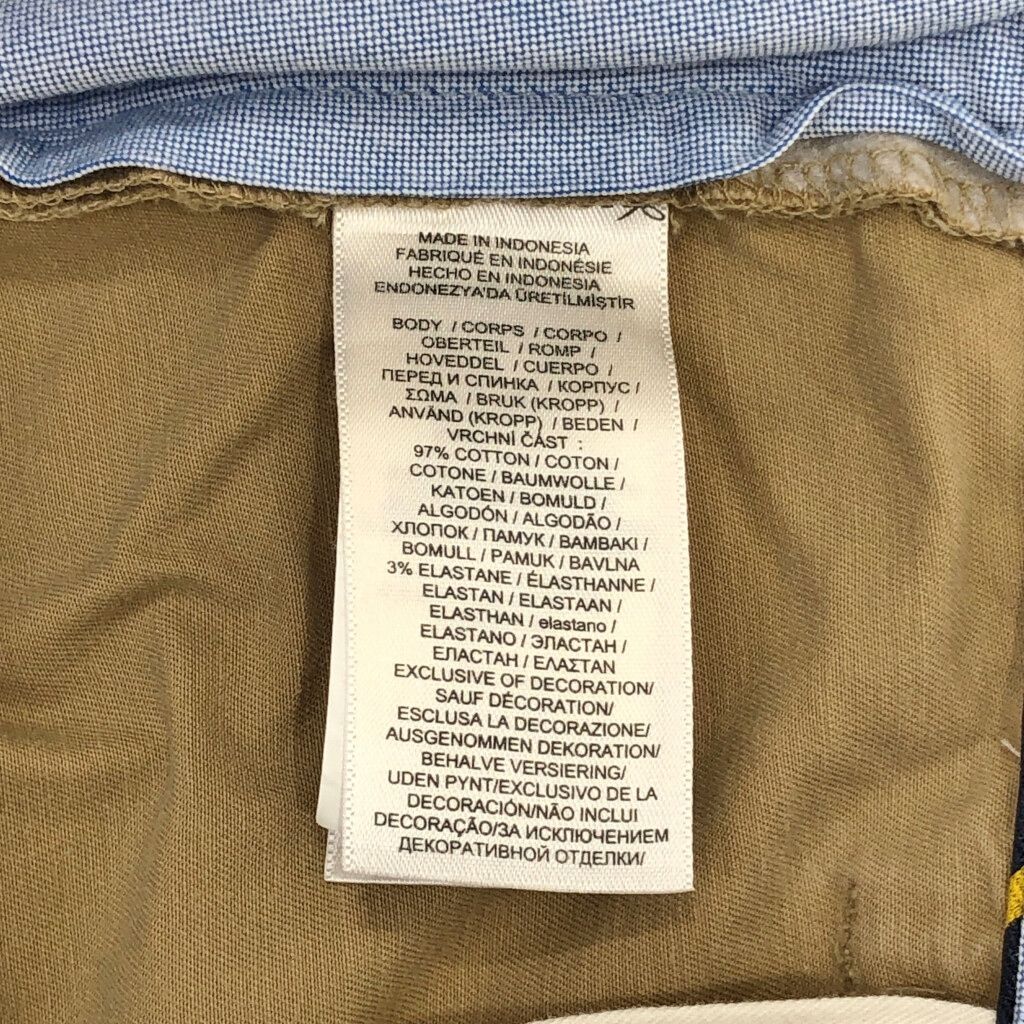 MADE IN INDONESIA
FABRIQUÉ EN INDONÉSIE
HECHO EN INDONESIA
ENDONEZYA'DA ÜRETİLMİŞTİR
BODY / CORPS / CORPO /
OBERTEIL / ROMP /
HOVEDDEL / CUERPO /
ПЕРЕД И СПИНКА / КОРПУС /
ΣΩΜΑ / BRUK (KROPP) /
ANVÄND (KROPP) / BEDEN /
VRCHNÍ ČAST :
97% COTTON / COTON /
COTONE / BAUMWOLLE /
KATOEN / BOMULD /
ALGODÓN / ALGODÃO /
ХЛОПОК / ПАМУК / BAMBAKI /
BOMULL / PAMUK / BAVLNA
3% ELASTANE / ÉLASTHANNE /
ELASTAN / ELASTAAN /
ELASTHAN / elastano /
ELASTANO / ЭЛАСТАН /
ЕЛАСТАН / ΕΛΑΣΤΑΝ
EXCLUSIVE OF DECORATION/
SAUF DÉCORATION/
ESCLUSA LA DECORAZIONE/
AUSGENOMMEN DEKORATION/
BEHALVE VERSIERING/
UDEN PYNT/EXCLUSIVO DE LA
DECORACIÓN/NÃO INCLUI
DECORAÇÃO/ЗА ИСКЛЮЧЕНИЕМ
ДЕКОРАТИВНОЙ ОТДЕЛКИ/